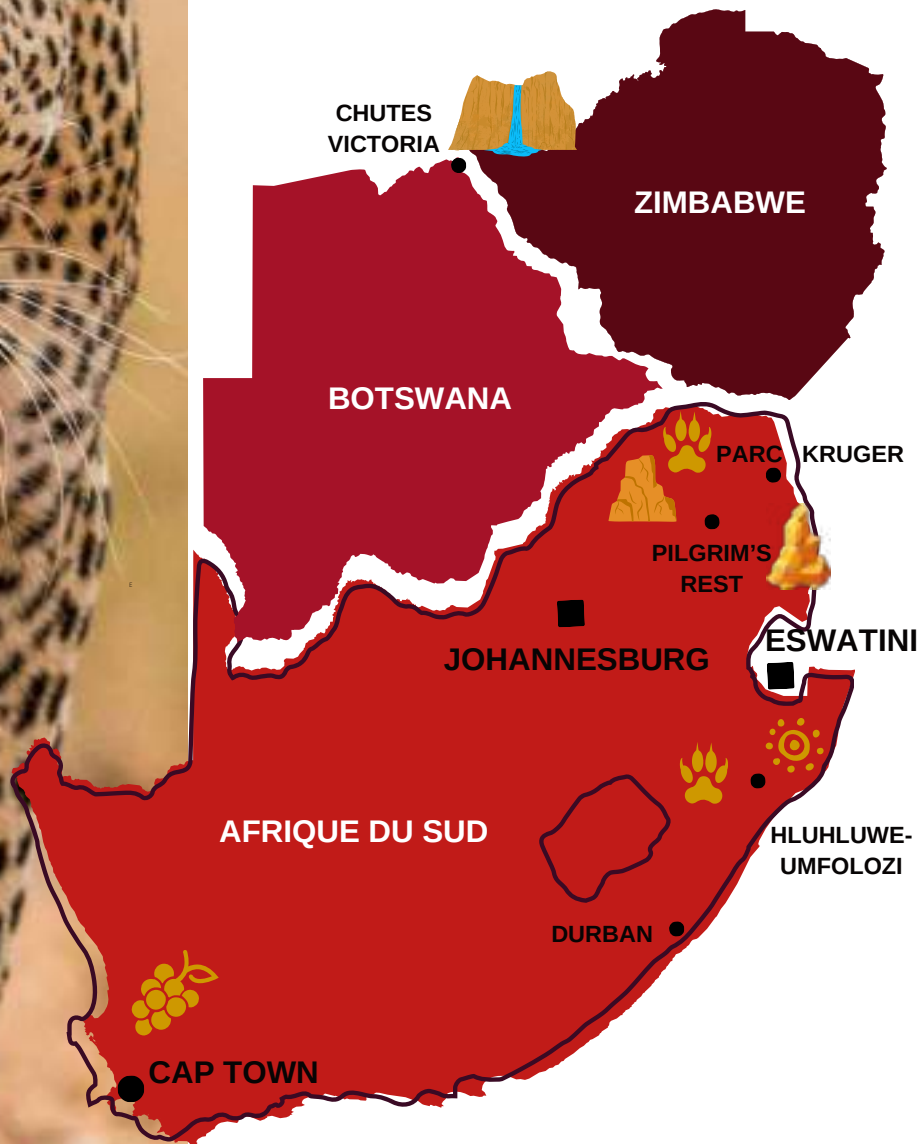 CHUTES
VICTORIA
ZIMBABWE
BOTSWANA
PARC KRUGER
PILGRIM'S
REST
ESWATINI
JOHANNESBURG
AFRIQUE DU SUD
HLUHLUWE-
UMFOLOZI
DURBAN
CAP TOWN